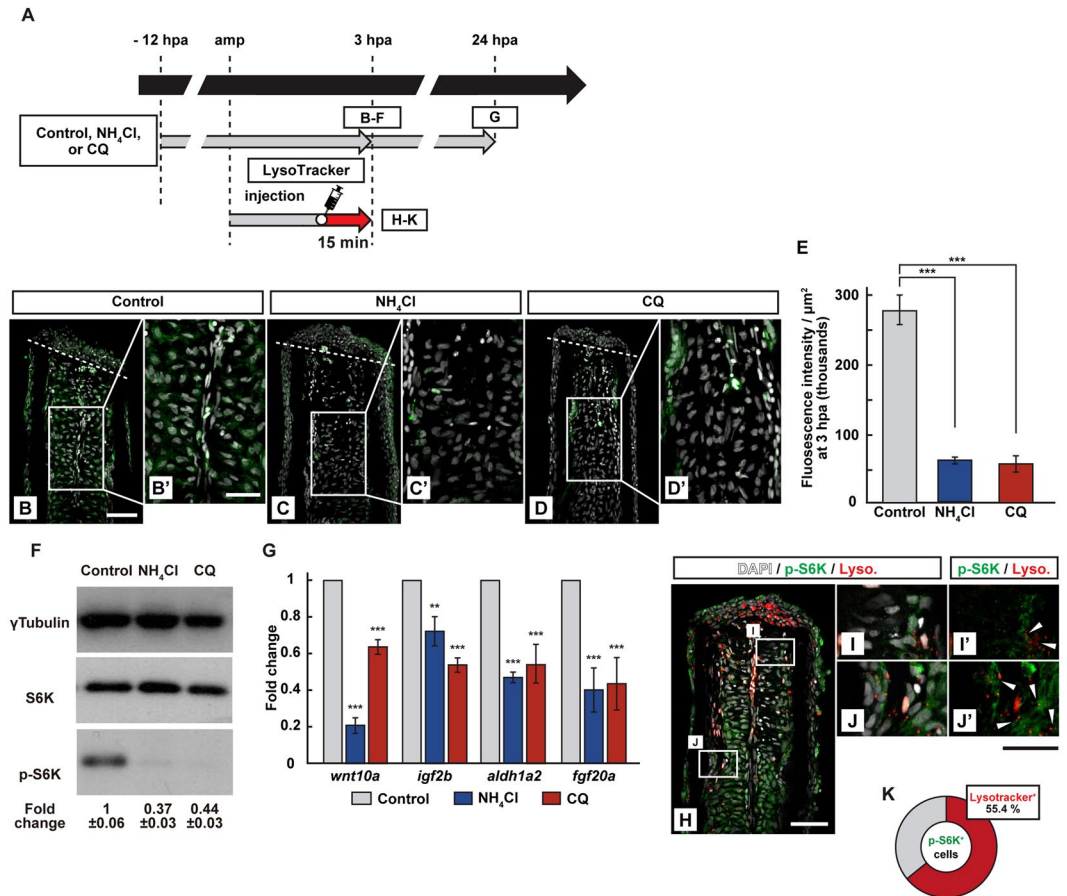 A
- 12 hpa amp 3 hpa 24 hpa
B-F G
Control, NH4Cl,
or CQ
LysoTracker
injection
H-K
15 min
Control NH4Cl CQ
B B' C C' D D'
E
Fluosescence intensity / µm²
at 3 hpa (thousands)
300
200
100
50
0
*** ***
Control NH4Cl CQ
F
Control NH4Cl CQ
γTubulin
S6K
p-S6K
Fold 1 0.37 0.44
change ±0.06 ±0.03 ±0.03
G
Fold change
1
0.8
0.6
0.4
0.2
0
*** *** ** *** *** *** *** ***
wnt10a igf2b aldh1a2 fgf20a
Control NH4Cl CQ
DAPI / p-S6K / Lyso. p-S6K / Lyso.
I
J
H
I I'
J J'
K
Lysotracker+
55.4 %
p-S6K+
cells